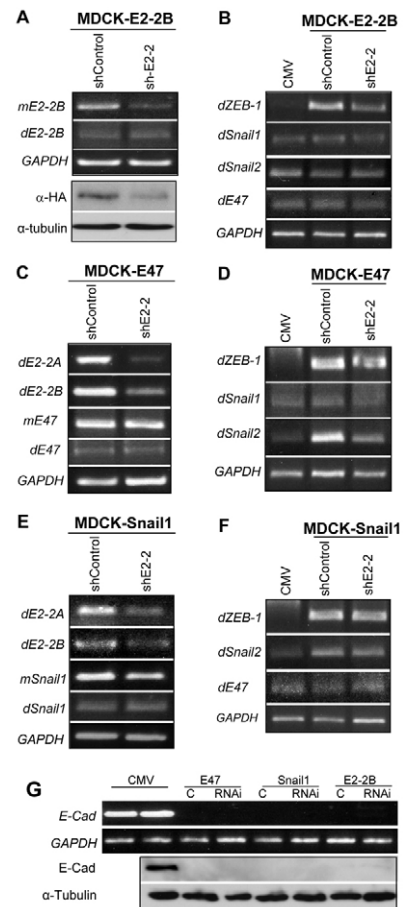 A
MDCK-E2-2B
shControl
sh-E2-2
mE2-2B
dE2-2B
GAPDH
α-HA
α-tubulin
B
MDCK-E2-2B
CMV
shControl
shE2-2
dZEB-1
dSnail1
dSnail2
dE47
GAPDH
C
MDCK-E47
shControl
shE2-2
dE2-2A
dE2-2B
mE47
dE47
GAPDH
D
MDCK-E47
CMV
shControl
shE2-2
dZEB-1
dSnail1
dSnail2
GAPDH
E
MDCK-Snail1
shControl
shE2-2
dE2-2A
dE2-2B
mSnail1
dSnail1
GAPDH
F
MDCK-Snail1
CMV
shControl
shE2-2
dZEB-1
dSnail2
dE47
GAPDH
G
CMV E47 Snail1 E2-2B
C RNAi C RNAi C RNAi
E-Cad
GAPDH
E-Cad
α-Tubulin